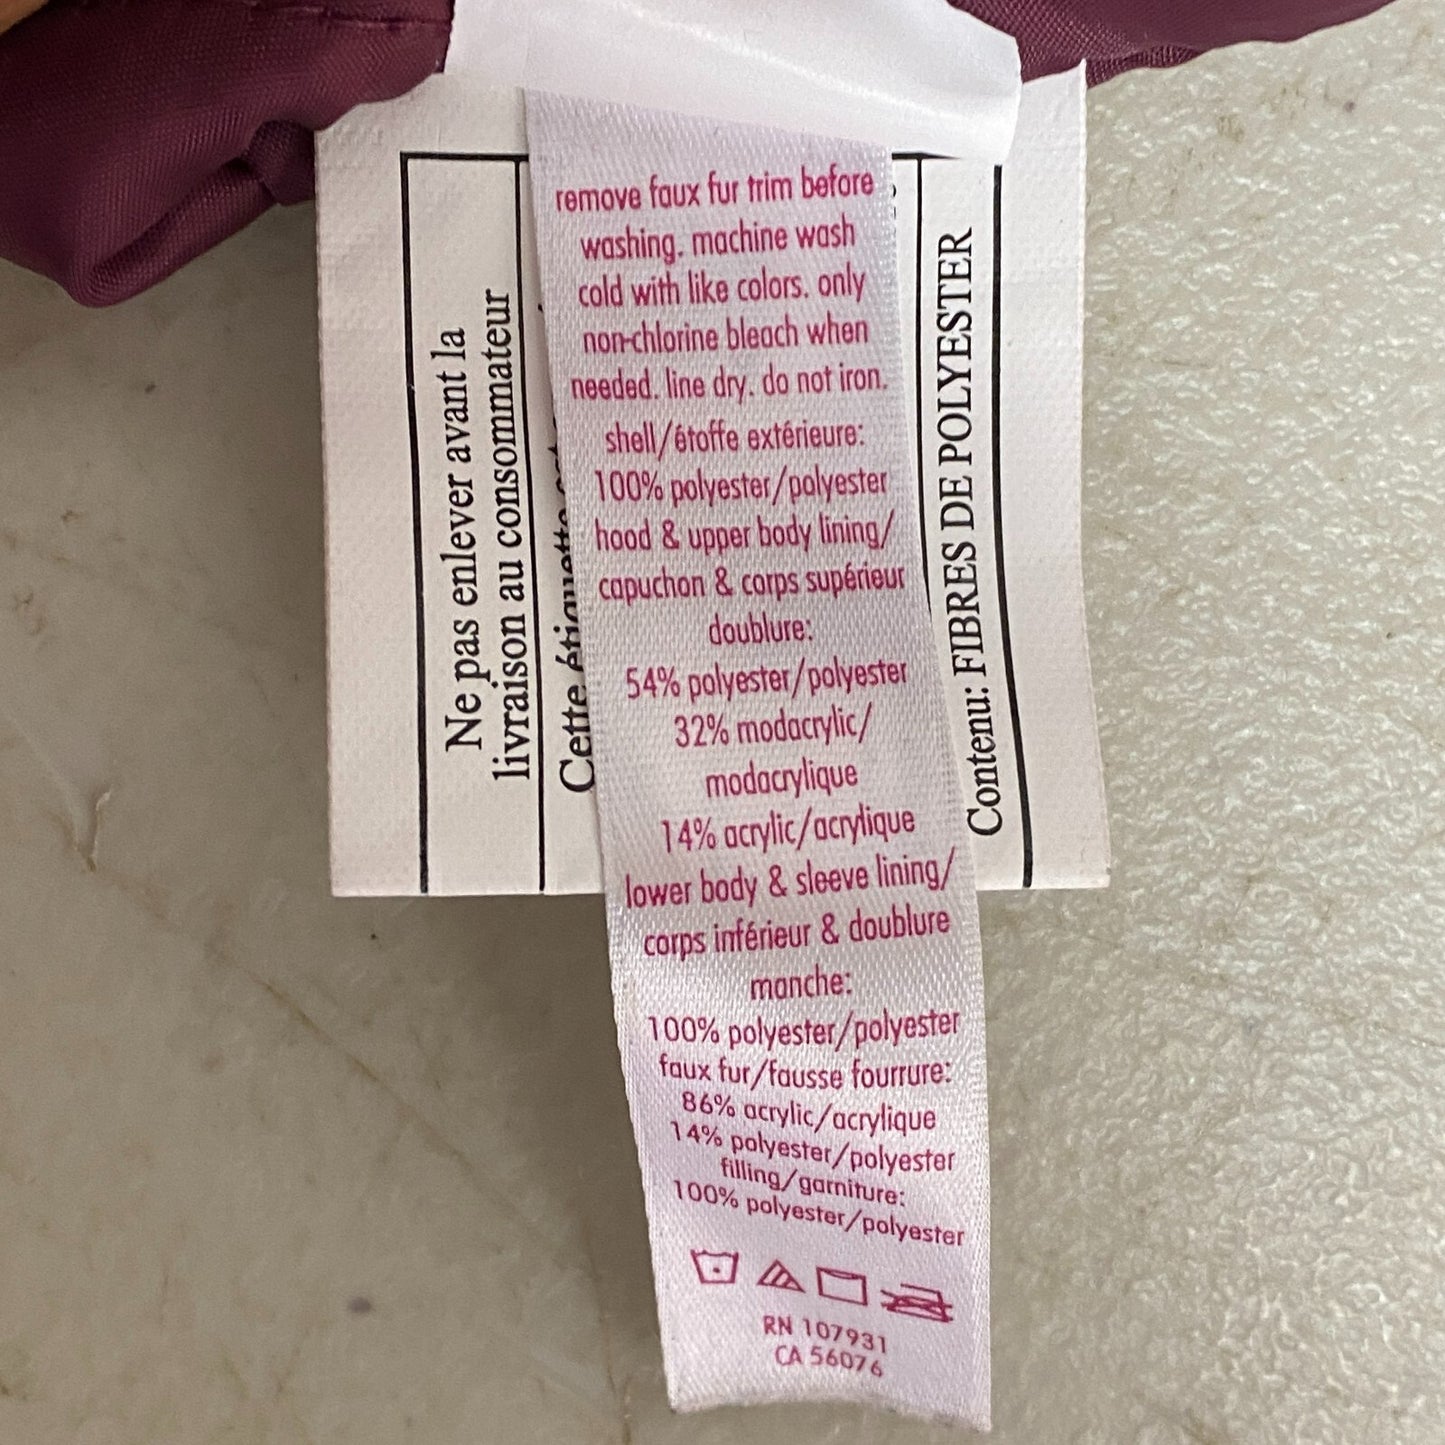 remove faux fur trim before
washing. machine wash
cold with like colors. only
non-chlorine bleach when
needed. line dry. do not iron.
shell/étoffe extérieure:
100% polyester/polyester
hood & upper body lining/
capuchon & corps supérieur
doublure:
54% polyester/polyester
32% modacrylic/
modacrylique
14% acrylic/acrylique
lower body & sleeve lining/
corps inférieur & doublure
manche:
100% polyester/polyester
faux fur/fausse fourrure:
86% acrylic/acrylique
14% polyester/polyester
filling/garniture:
100% polyester/polyester
RN 107931
CA 56076
Ne pas enlever avant la
livraison au consommateur
Cette étiquette est
Contenu: FIBRES DE POLYESTER